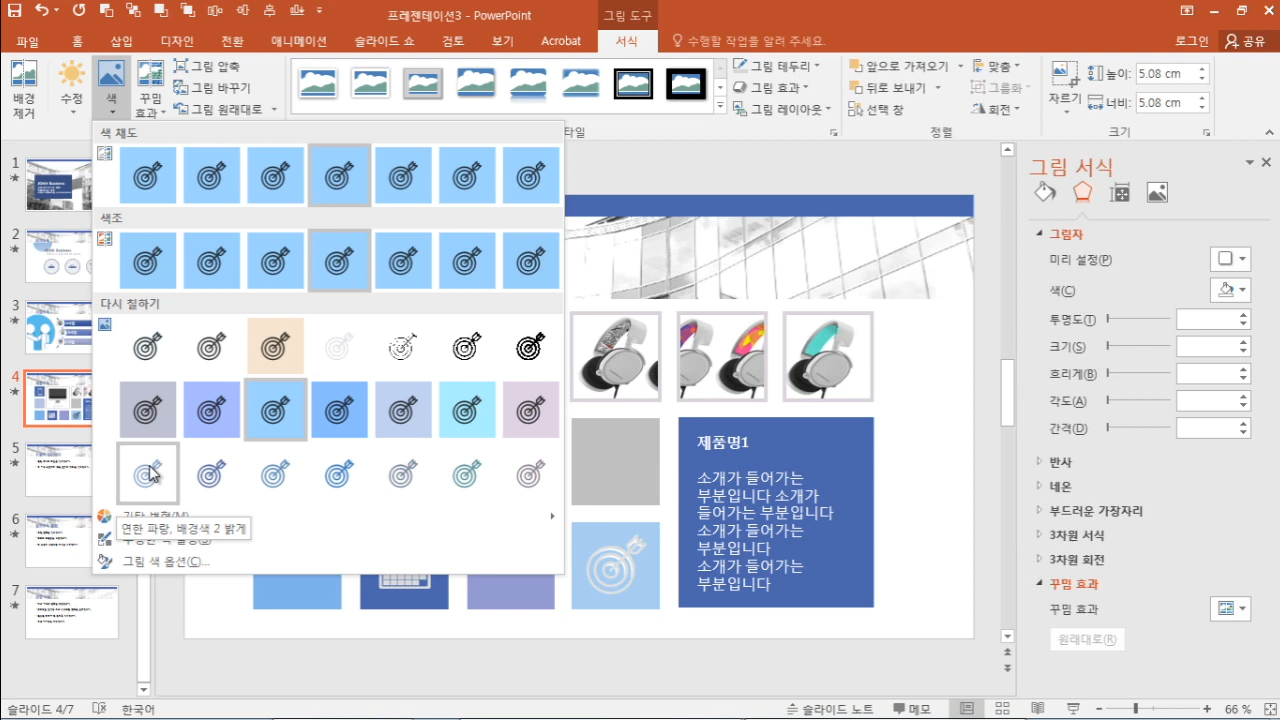 프레젠테이션3 - PowerPoint
그림 도구
파일 홈 삽입 디자인 전환 애니메이션 슬라이드 쇼 검토 보기 Acrobat 서식 수행할 작업을 알려 주세요. 로그인 공유
배경 제거
수정
색
꾸밈 효과
그림 압축
그림 바꾸기
그림 원래대로
그림 테두리
그림 효과
그림 레이아웃
앞으로 가져오기
뒤로 보내기
선택 창
맞춤
그룹화
회전
자르기
높이: 5.08 cm
너비: 5.08 cm
타일
정렬
크기
색 채도
색조
다시 칠하기
연한 파랑, 배경색 2 밝게
그림 색 옵션(C)...
1
2
3
4
5
6
7
제품명1
소개가 들어가는
부분입니다 소개가
들어가는 부분입니다
소개가 들어가는
부분입니다
소개가 들어가는
부분입니다
그림 서식
그림자
미리 설정(P)
색(C)
투명도(T)
크기(S)
흐리게(B)
각도(A)
간격(D)
반사
네온
부드러운 가장자리
3차원 서식
3차원 회전
꾸밈 효과
꾸밈 효과
원래대로(R)
슬라이드 4/7 한국어 슬라이드 노트 메모 66 %